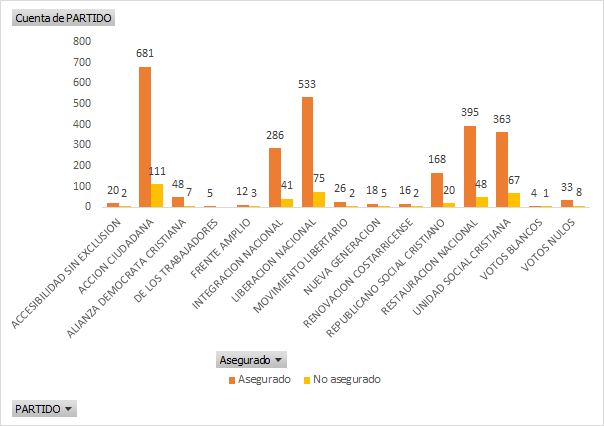 Cuenta de PARTIDO
800
700
600
500
400
300
200
100
0
20 2
681 111
48 7
5
12 3
286 41
533 75
26 2
18 5
16 2
168 20
395 48
363 67
4 1
33 8
ACCESIBILIDAD SIN EXCLUSION
ACCION CIUDADANA
ALIANZA DEMOCRATA CRISTIANA
DE LOS TRABAJADORES
FRENTE AMPLIO
INTEGRACION NACIONAL
LIBERACION NACIONAL
MOVIMIENTO LIBERTARIO
NUEVA GENERACION
RENOVACION COSTARRICENSE
REPUBLICANO SOCIAL CRISTIANO
RESTAURACION NACIONAL
UNIDAD SOCIAL CRISTIANA
VOTOS BLANCOS
VOTOS NULOS
Asegurado
Asegurado No asegurado
PARTIDO